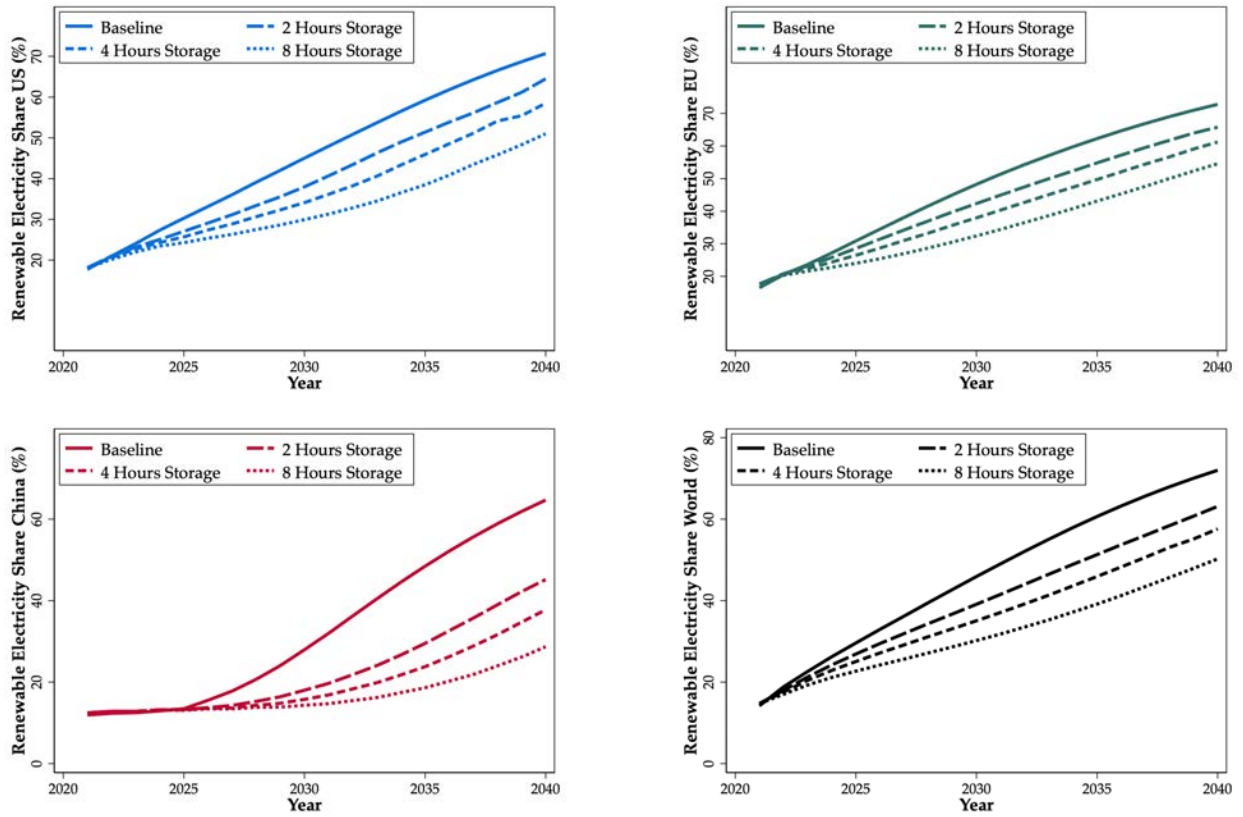 Renewable Electricity Share US (%)
Baseline 2 Hours Storage
4 Hours Storage 8 Hours Storage
70
60
50
40
30
20
2020 2025 2030 2035 2040
Year
Renewable Electricity Share EU (%)
Baseline 2 Hours Storage
4 Hours Storage 8 Hours Storage
70
60
50
40
30
20
2020 2025 2030 2035 2040
Year
Renewable Electricity Share China (%)
Baseline 2 Hours Storage
4 Hours Storage 8 Hours Storage
60
40
20
0
2020 2025 2030 2035 2040
Year
Renewable Electricity Share World (%)
80
Baseline 2 Hours Storage
4 Hours Storage 8 Hours Storage
60
40
20
0
2020 2025 2030 2035 2040
Year